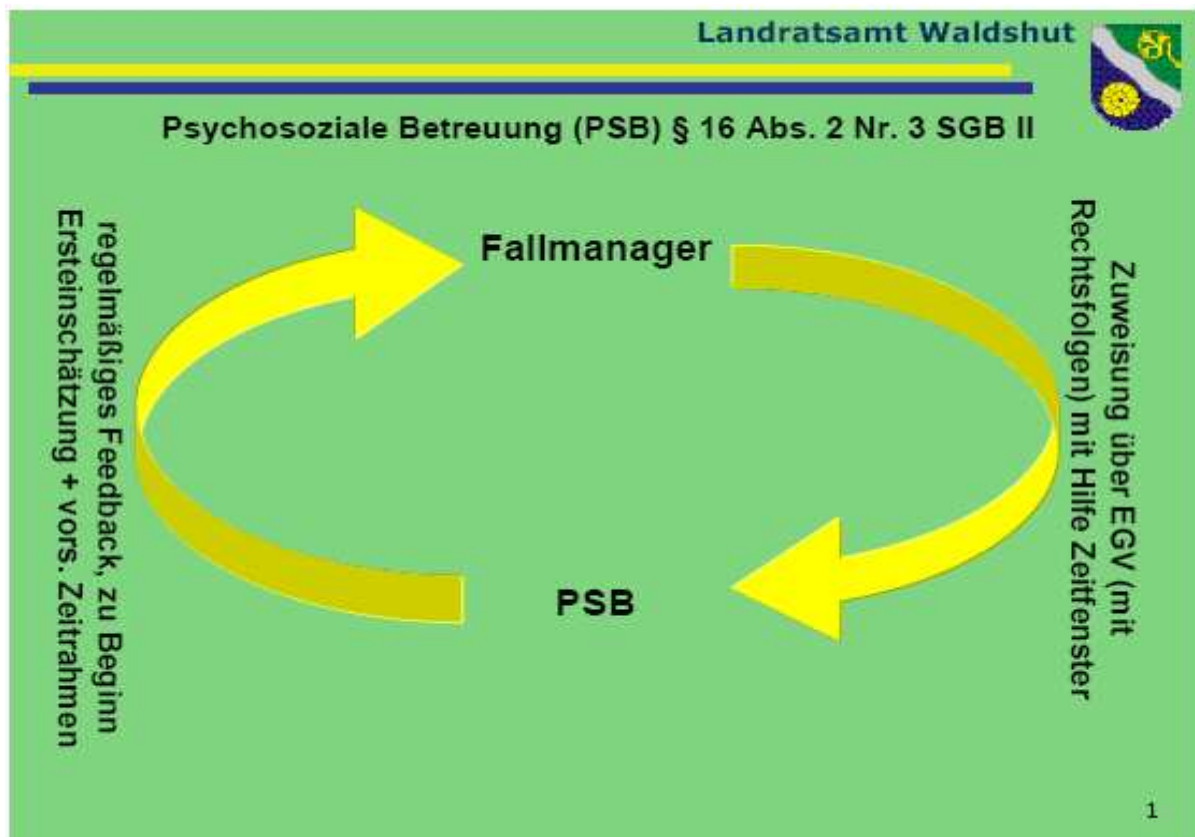 Landratsamt Waldshut
Psychosoziale Betreuung (PSB) § 16 Abs. 2 Nr. 3 SGB II
Fallmanager
Zuweisung über EGV (mit
Rechtsfolgen) mit Hilfe Zeitfenster
PSB
regelmäßiges Feedback, zu Beginn
Ersteinschätzung + vors. Zeitrahmen
1